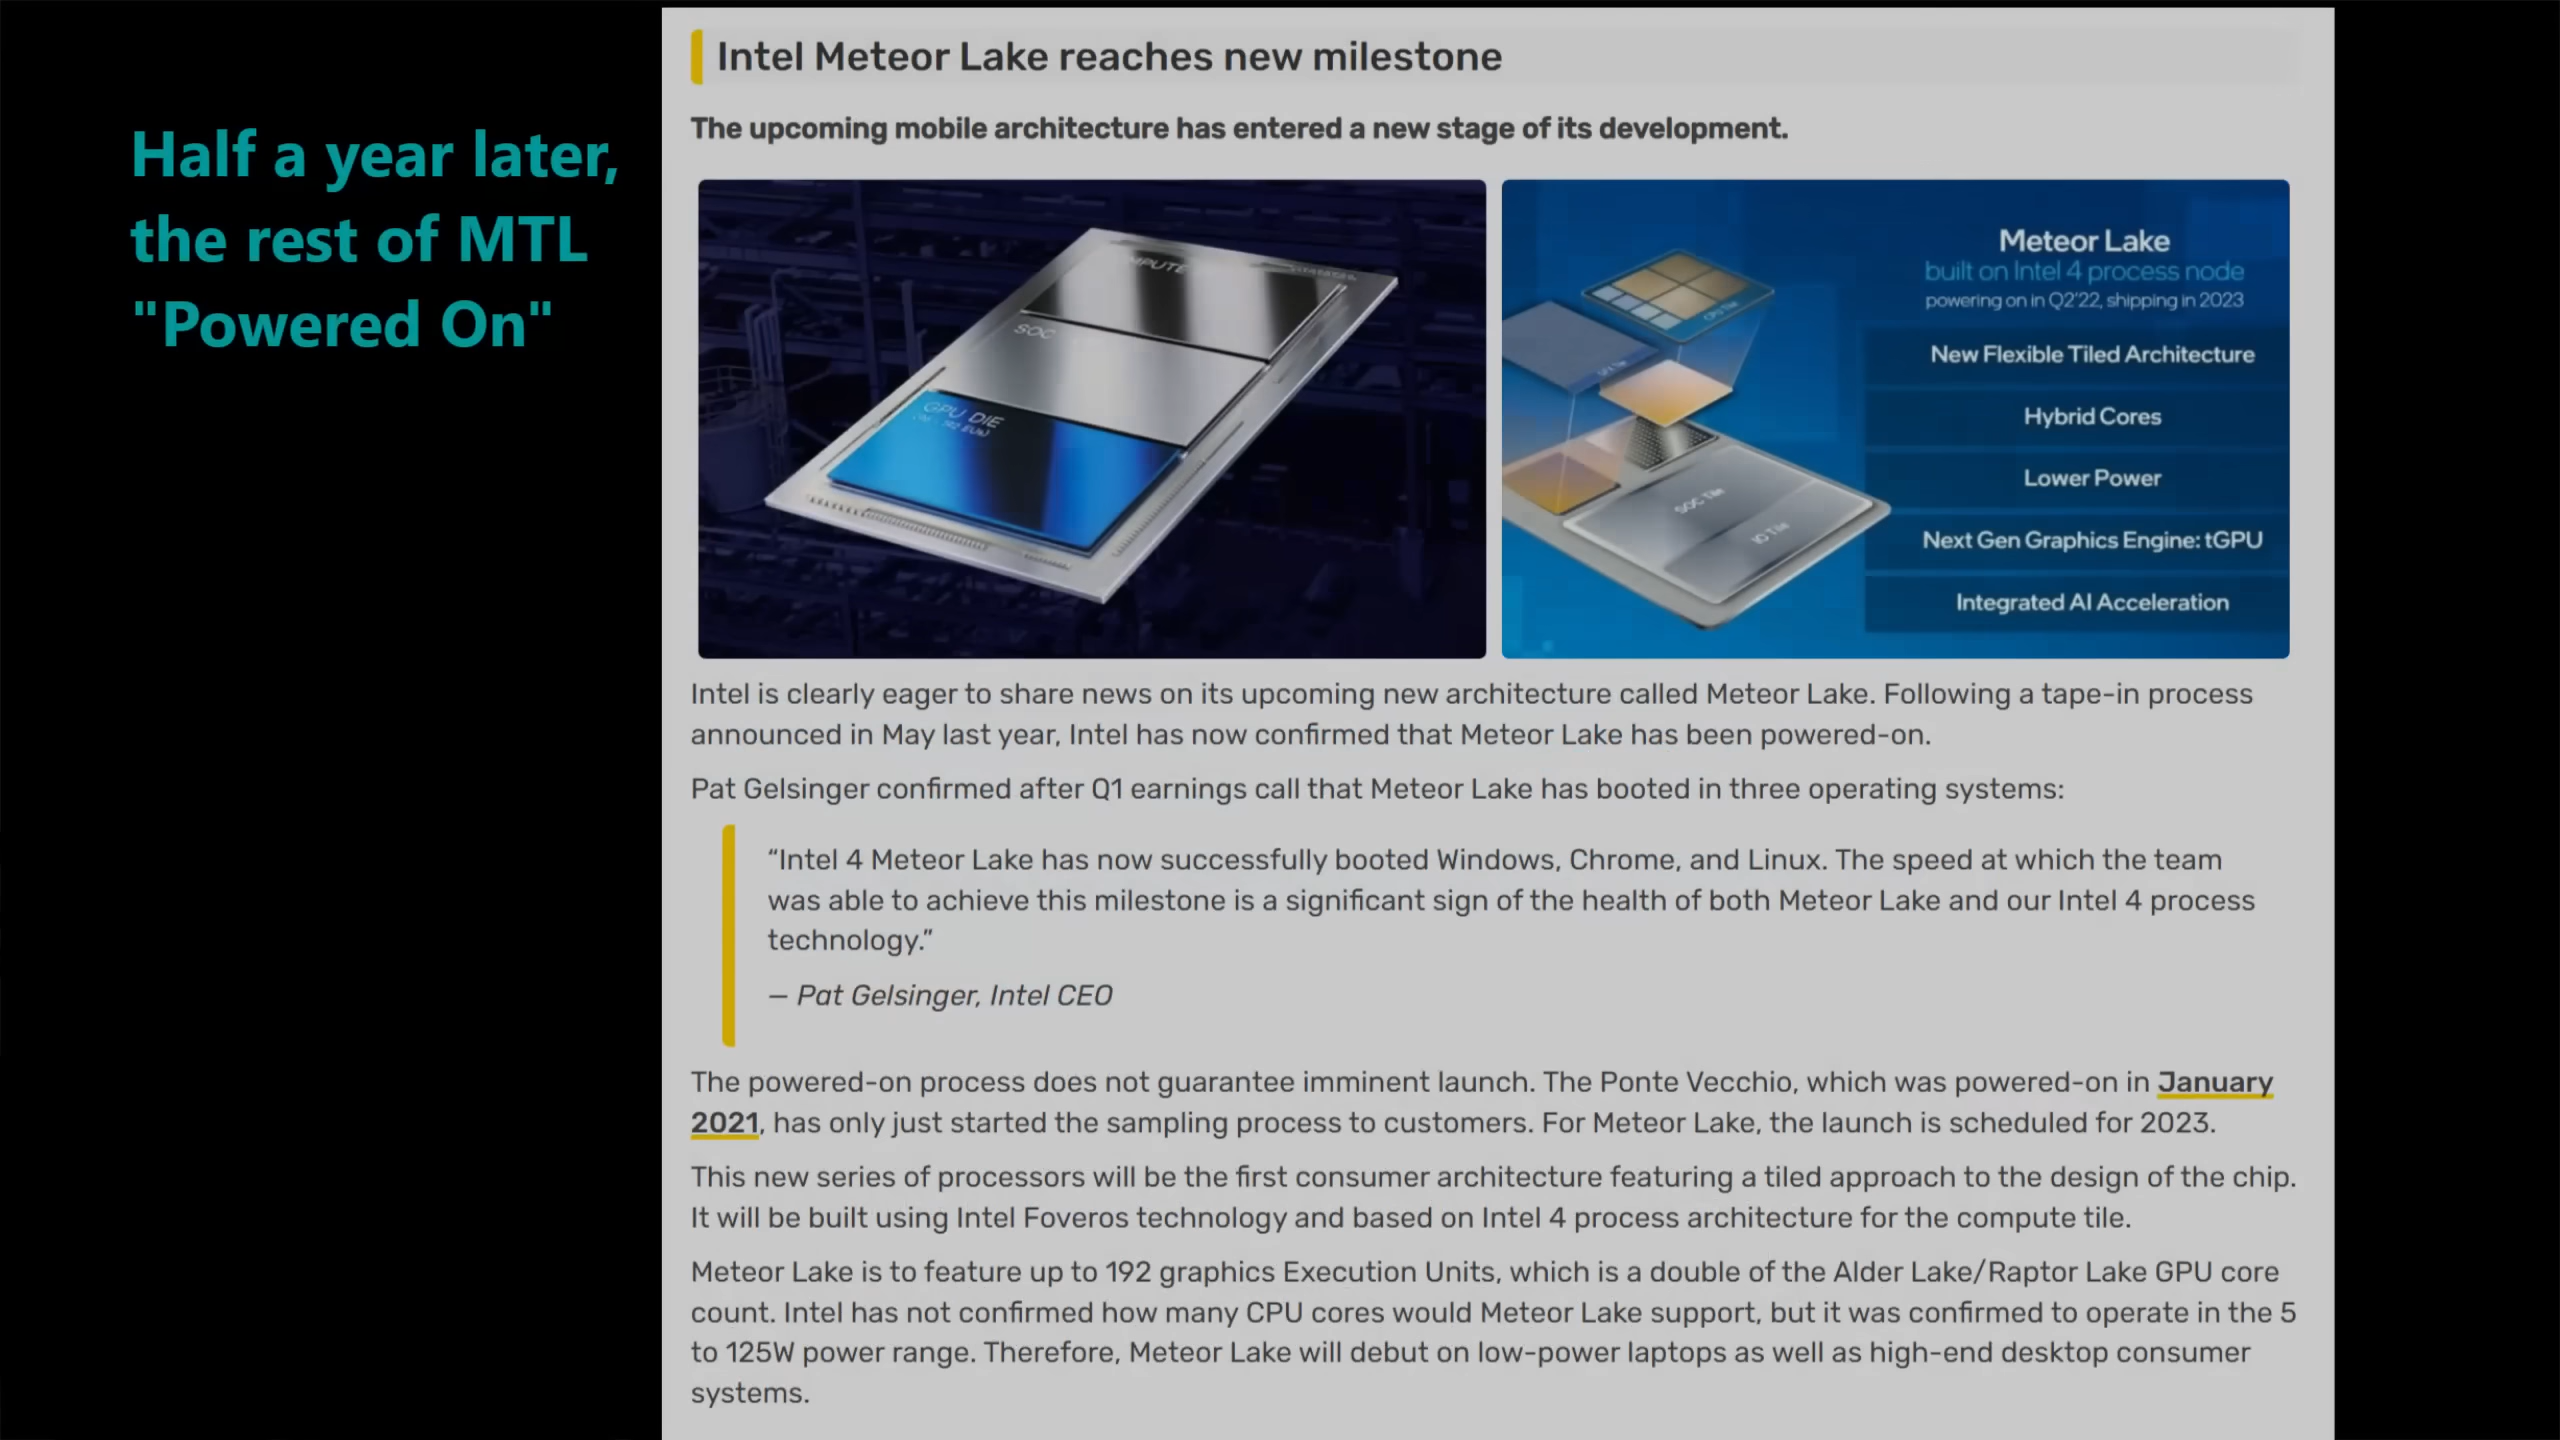 Half a year later,
the rest of MTL
"Powered On"
Intel Meteor Lake reaches new milestone
The upcoming mobile architecture has entered a new stage of its development.
SOC
GPU DIE
Meteor Lake
built on Intel 4 process node
powering on in Q2'22, shipping in 2023
New Flexible Tiled Architecture
Hybrid Cores
Lower Power
Next Gen Graphics Engine: tGPU
Integrated AI Acceleration
SOC Tile
IO Tile
Intel is clearly eager to share news on its upcoming new architecture called Meteor Lake. Following a tape-in process
announced in May last year, Intel has now confirmed that Meteor Lake has been powered-on.
Pat Gelsinger confirmed after Q1 earnings call that Meteor Lake has booted in three operating systems:
“Intel 4 Meteor Lake has now successfully booted Windows, Chrome, and Linux. The speed at which the team
was able to achieve this milestone is a significant sign of the health of both Meteor Lake and our Intel 4 process
technology.”
— Pat Gelsinger, Intel CEO
The powered-on process does not guarantee imminent launch. The Ponte Vecchio, which was powered-on in January
2021, has only just started the sampling process to customers. For Meteor Lake, the launch is scheduled for 2023.
This new series of processors will be the first consumer architecture featuring a tiled approach to the design of the chip.
It will be built using Intel Foveros technology and based on Intel 4 process architecture for the compute tile.
Meteor Lake is to feature up to 192 graphics Execution Units, which is a double of the Alder Lake/Raptor Lake GPU core
count. Intel has not confirmed how many CPU cores would Meteor Lake support, but it was confirmed to operate in the 5
to 125W power range. Therefore, Meteor Lake will debut on low-power laptops as well as high-end desktop consumer
systems.